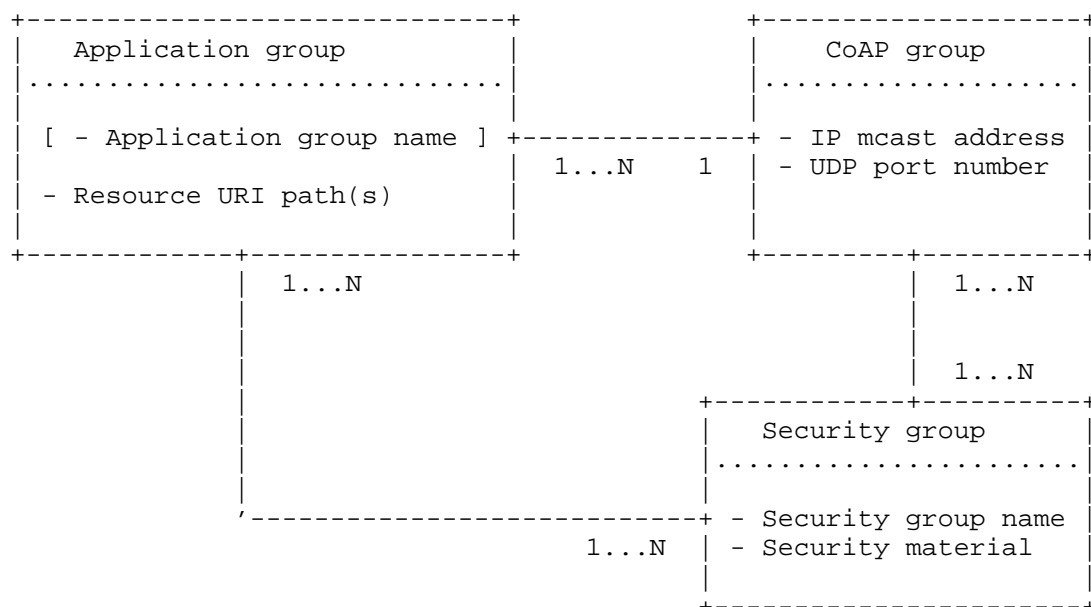 Application group
CoAP group
[ - Application group name ]
- IP mcast address
1...N 1
- UDP port number
- Resource URI path(s)
1...N
1...N
1...N
Security group
- Security group name
1...N
- Security material